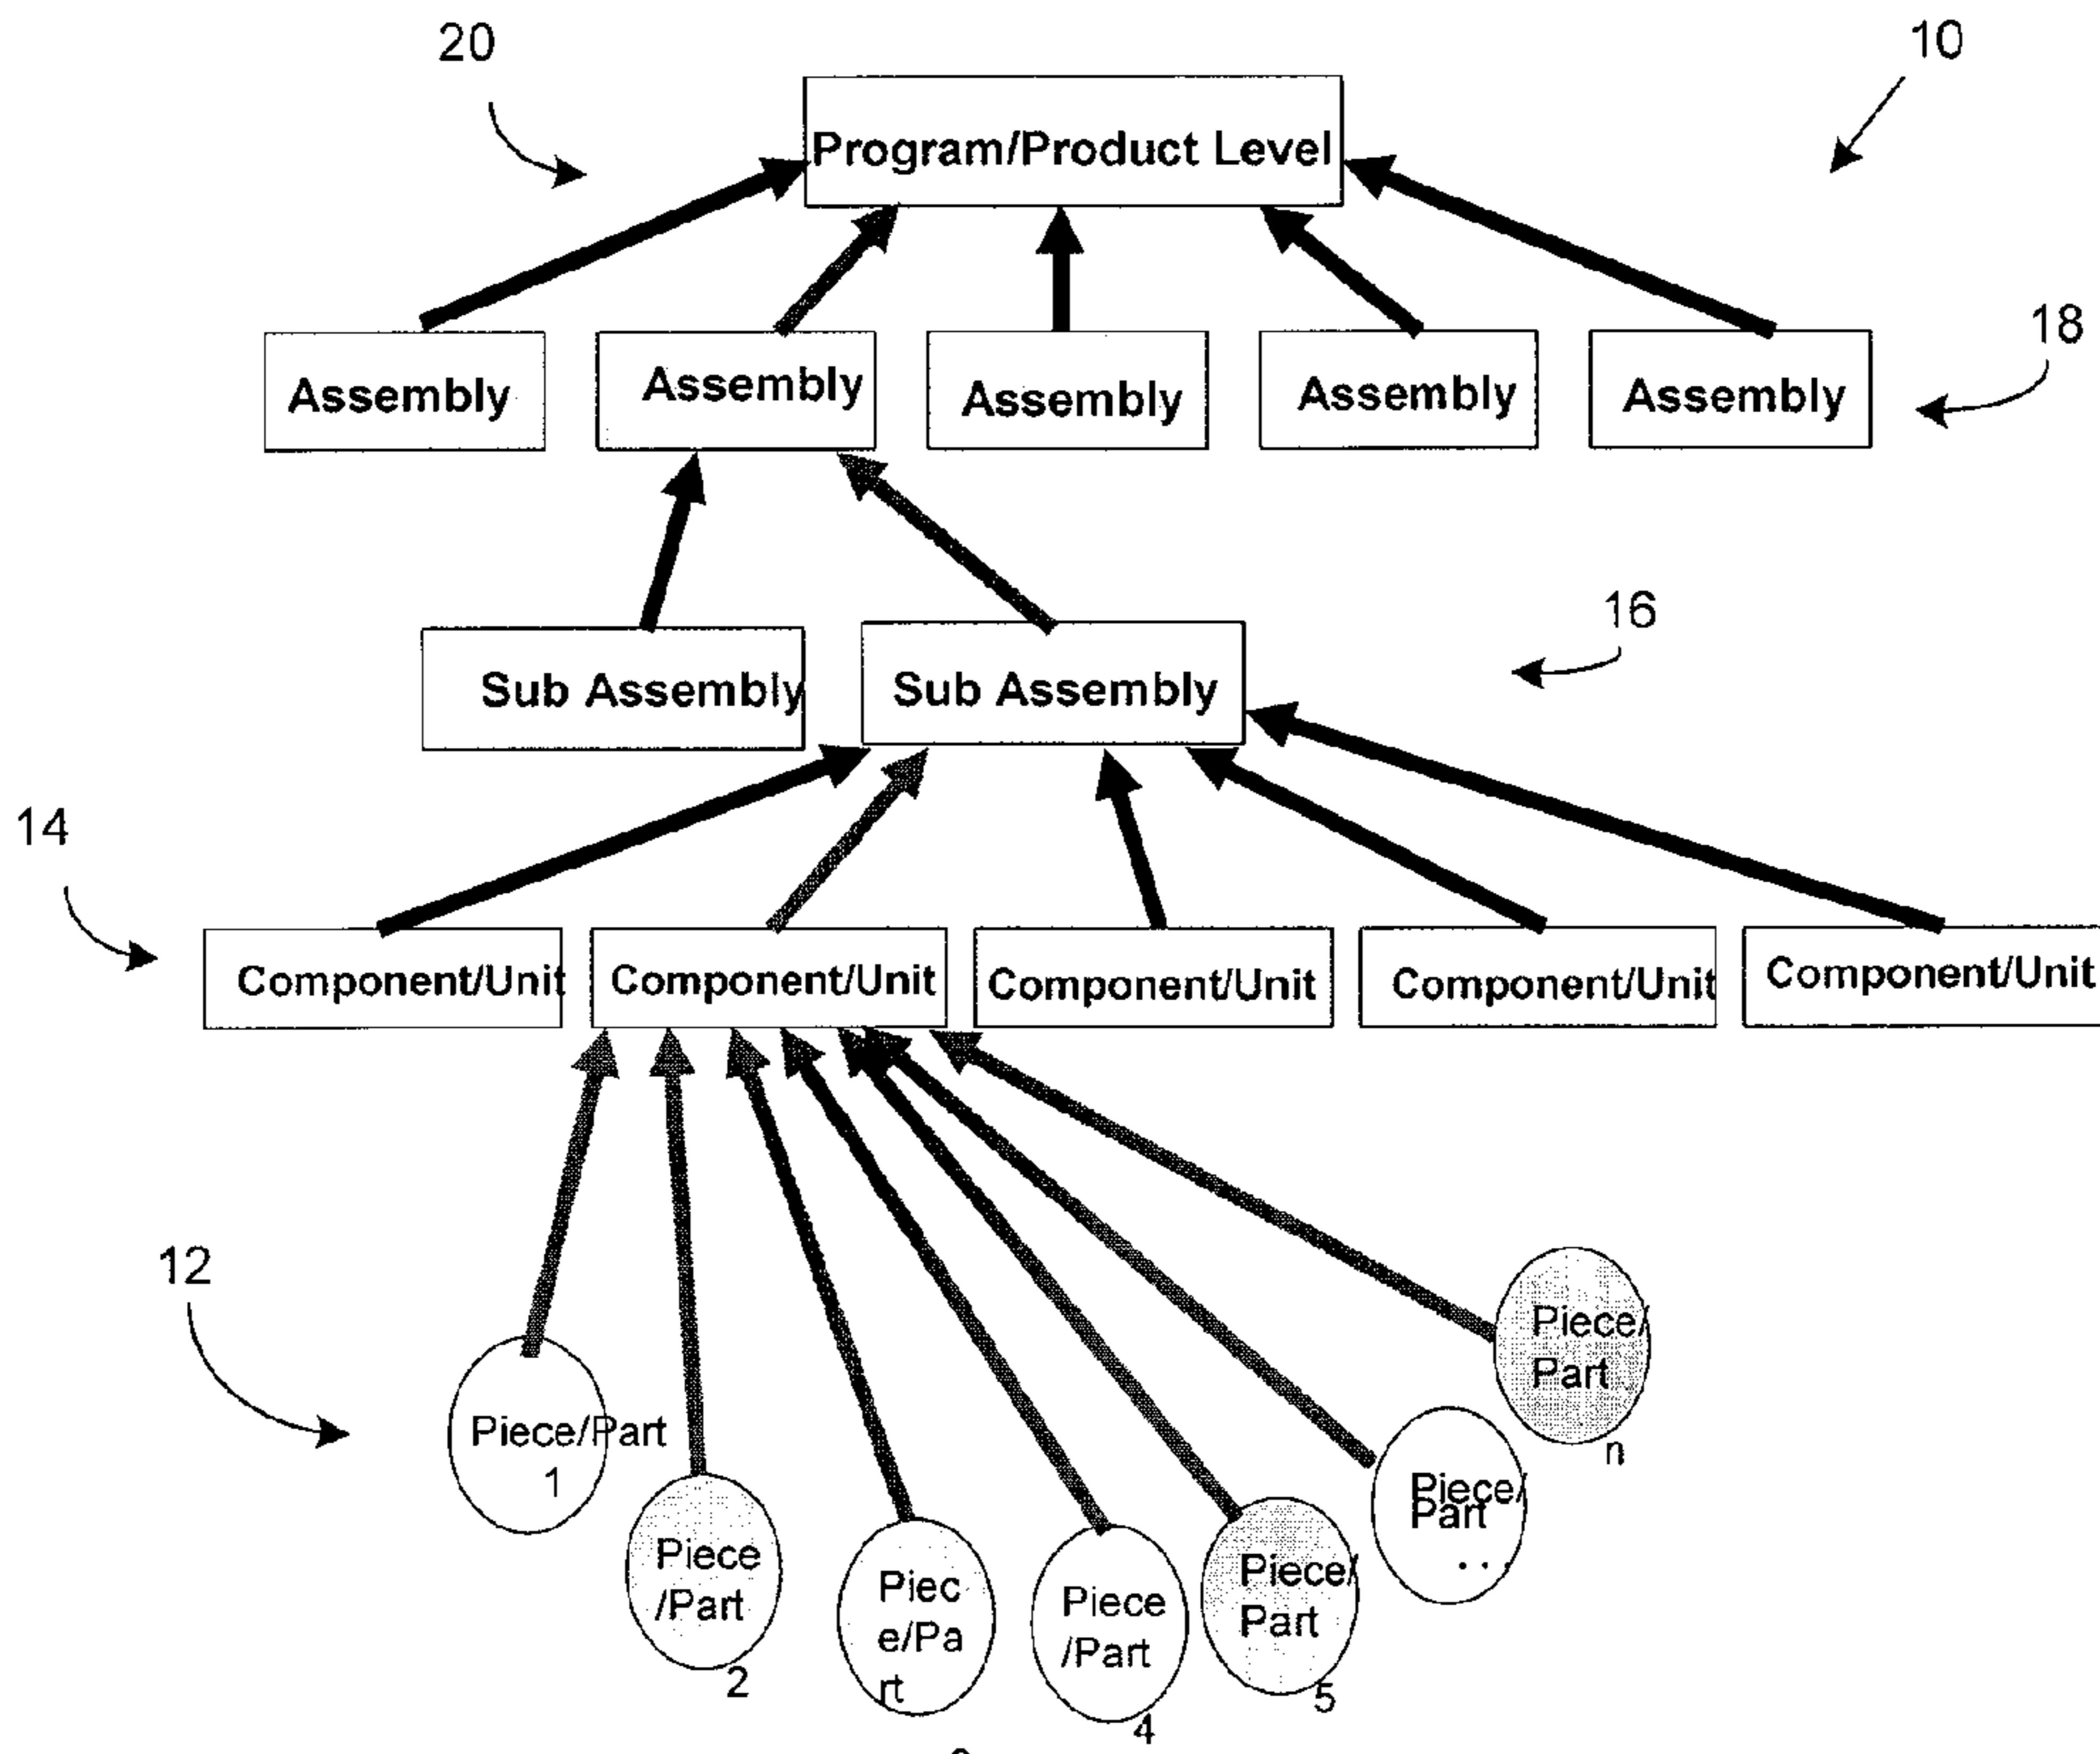 20
10
Program/Product Level
18
Assembly
Assembly
Assembly
Assembly
Assembly
16
Sub Assembly
Sub Assembly
14
Component/Unit
Component/Unit
Component/Unit
Component/Unit
Component/Unit
12
Piece/Part
1
Piece
/Part
2
Piec
e/Pa
rt
Piece
/Part
4
Piece/
Part
5
Piece/
Part
...
Piece/
Part
n